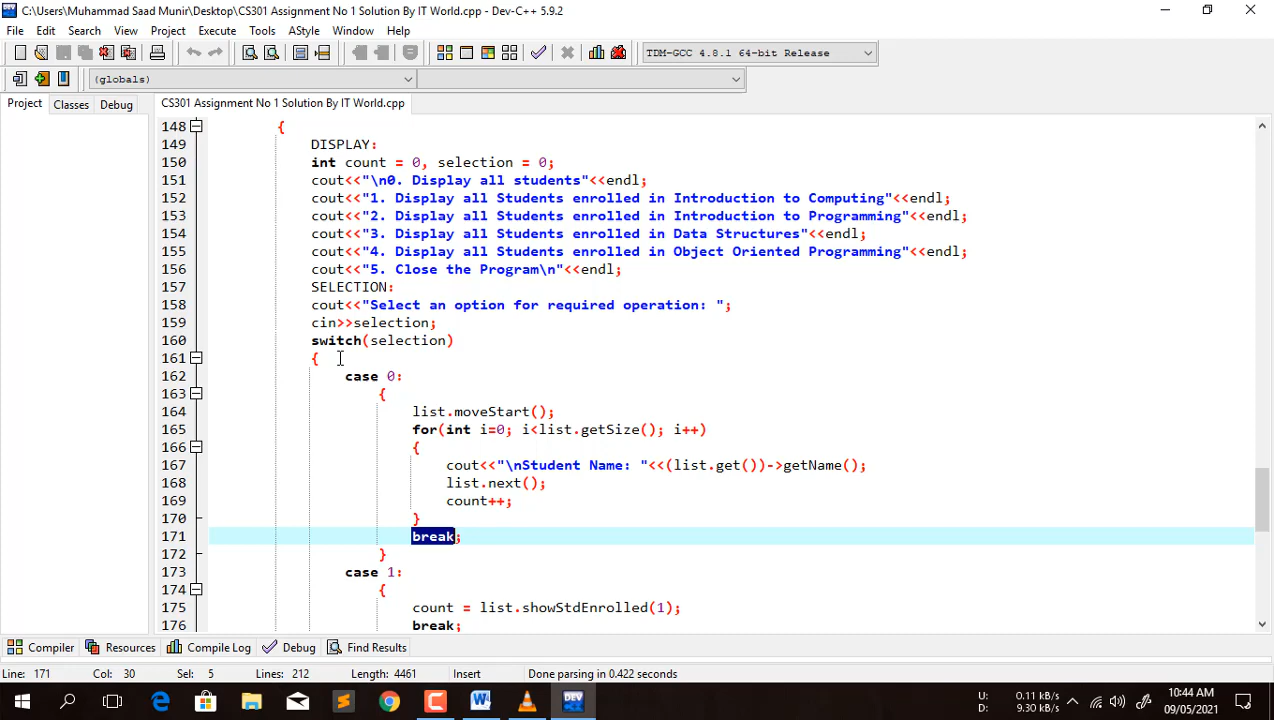 C:\Users\Muhammad Saad Munir\Desktop\CS301 Assignment No 1 Solution By IT World.cpp - Dev-C++ 5.9.2
File Edit Search View Project Execute Tools AStyle Window Help
TDM-GCC 4.8.1 64-bit Release
(globals)
Project Classes Debug CS301 Assignment No 1 Solution By IT World.cpp
148 {
149 DISPLAY:
150 int count = 0, selection = 0;
151 cout<<"\n0. Display all students"<<endl;
152 cout<<"1. Display all Students enrolled in Introduction to Computing"<<endl;
153 cout<<"2. Display all Students enrolled in Introduction to Programming"<<endl;
154 cout<<"3. Display all Students enrolled in Data Structures"<<endl;
155 cout<<"4. Display all Students enrolled in Object Oriented Programming"<<endl;
156 cout<<"5. Close the Program\n"<<endl;
157 SELECTION:
158 cout<<"Select an option for required operation: ";
159 cin>>selection;
160 switch(selection)
161 {
162 case 0:
163 {
164 list.moveStart();
165 for(int i=0; i<list.getSize(); i++)
166 {
167 cout<<"\nStudent Name: "<<(list.get())->getName();
168 list.next();
169 count++;
170 }
171 break;
172 }
173 case 1:
174 {
175 count = list.showStdEnrolled(1);
176 break;
Compiler Resources Compile Log Debug Find Results
Line: 171 Col: 30 Sel: 5 Lines: 212 Length: 4461 Insert Done parsing in 0.422 seconds
U: 0.11 kB/s
D: 9.30 kB/s
10:44 AM
09/05/2021